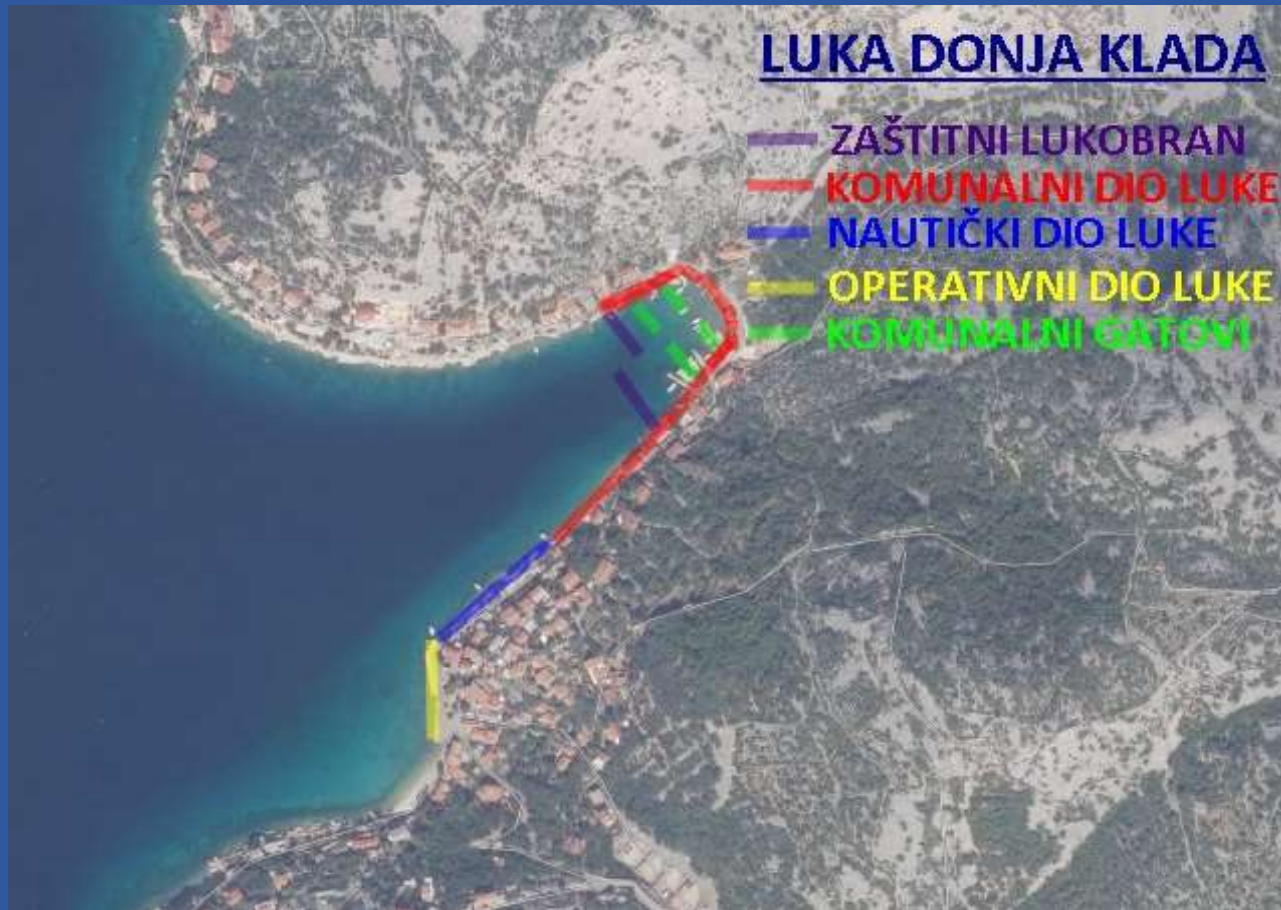 LUKA DONJA KLADA
ZAŠTITNI LUKOBRAN
KOMUNALNI DIO LUKE
NAUTIČKI DIO LUKE
OPERATIVNI DIO LUKE
KOMUNALNI GATOVI